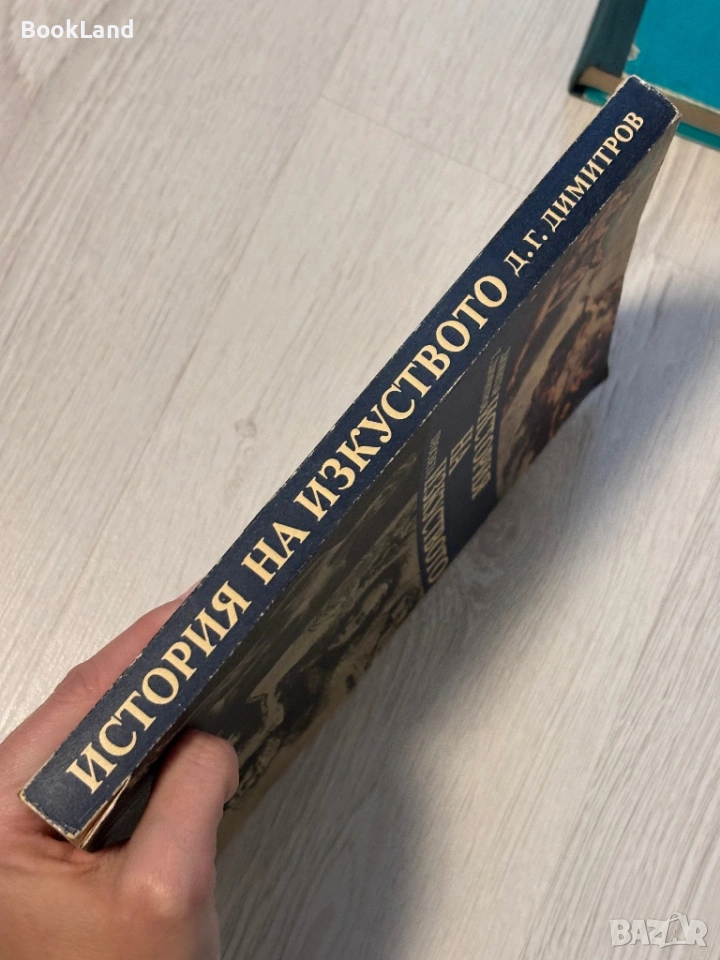 BookLand
ИСТОРИЯ НА ИЗКУСТВОТО Д. Г. ДИМИТРОВ
BAZAR